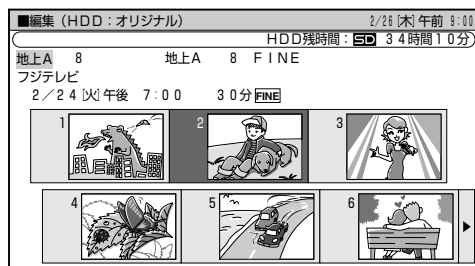 ■編集（HDD：オリジナル） 2/26[木]午前 9:00
HDD残時間：SD 34時間10分
地上A 8 地上A 8 FINE
フジテレビ
2／24[火]午後 7:00 30分 FINE
1 2 3
4 5 6